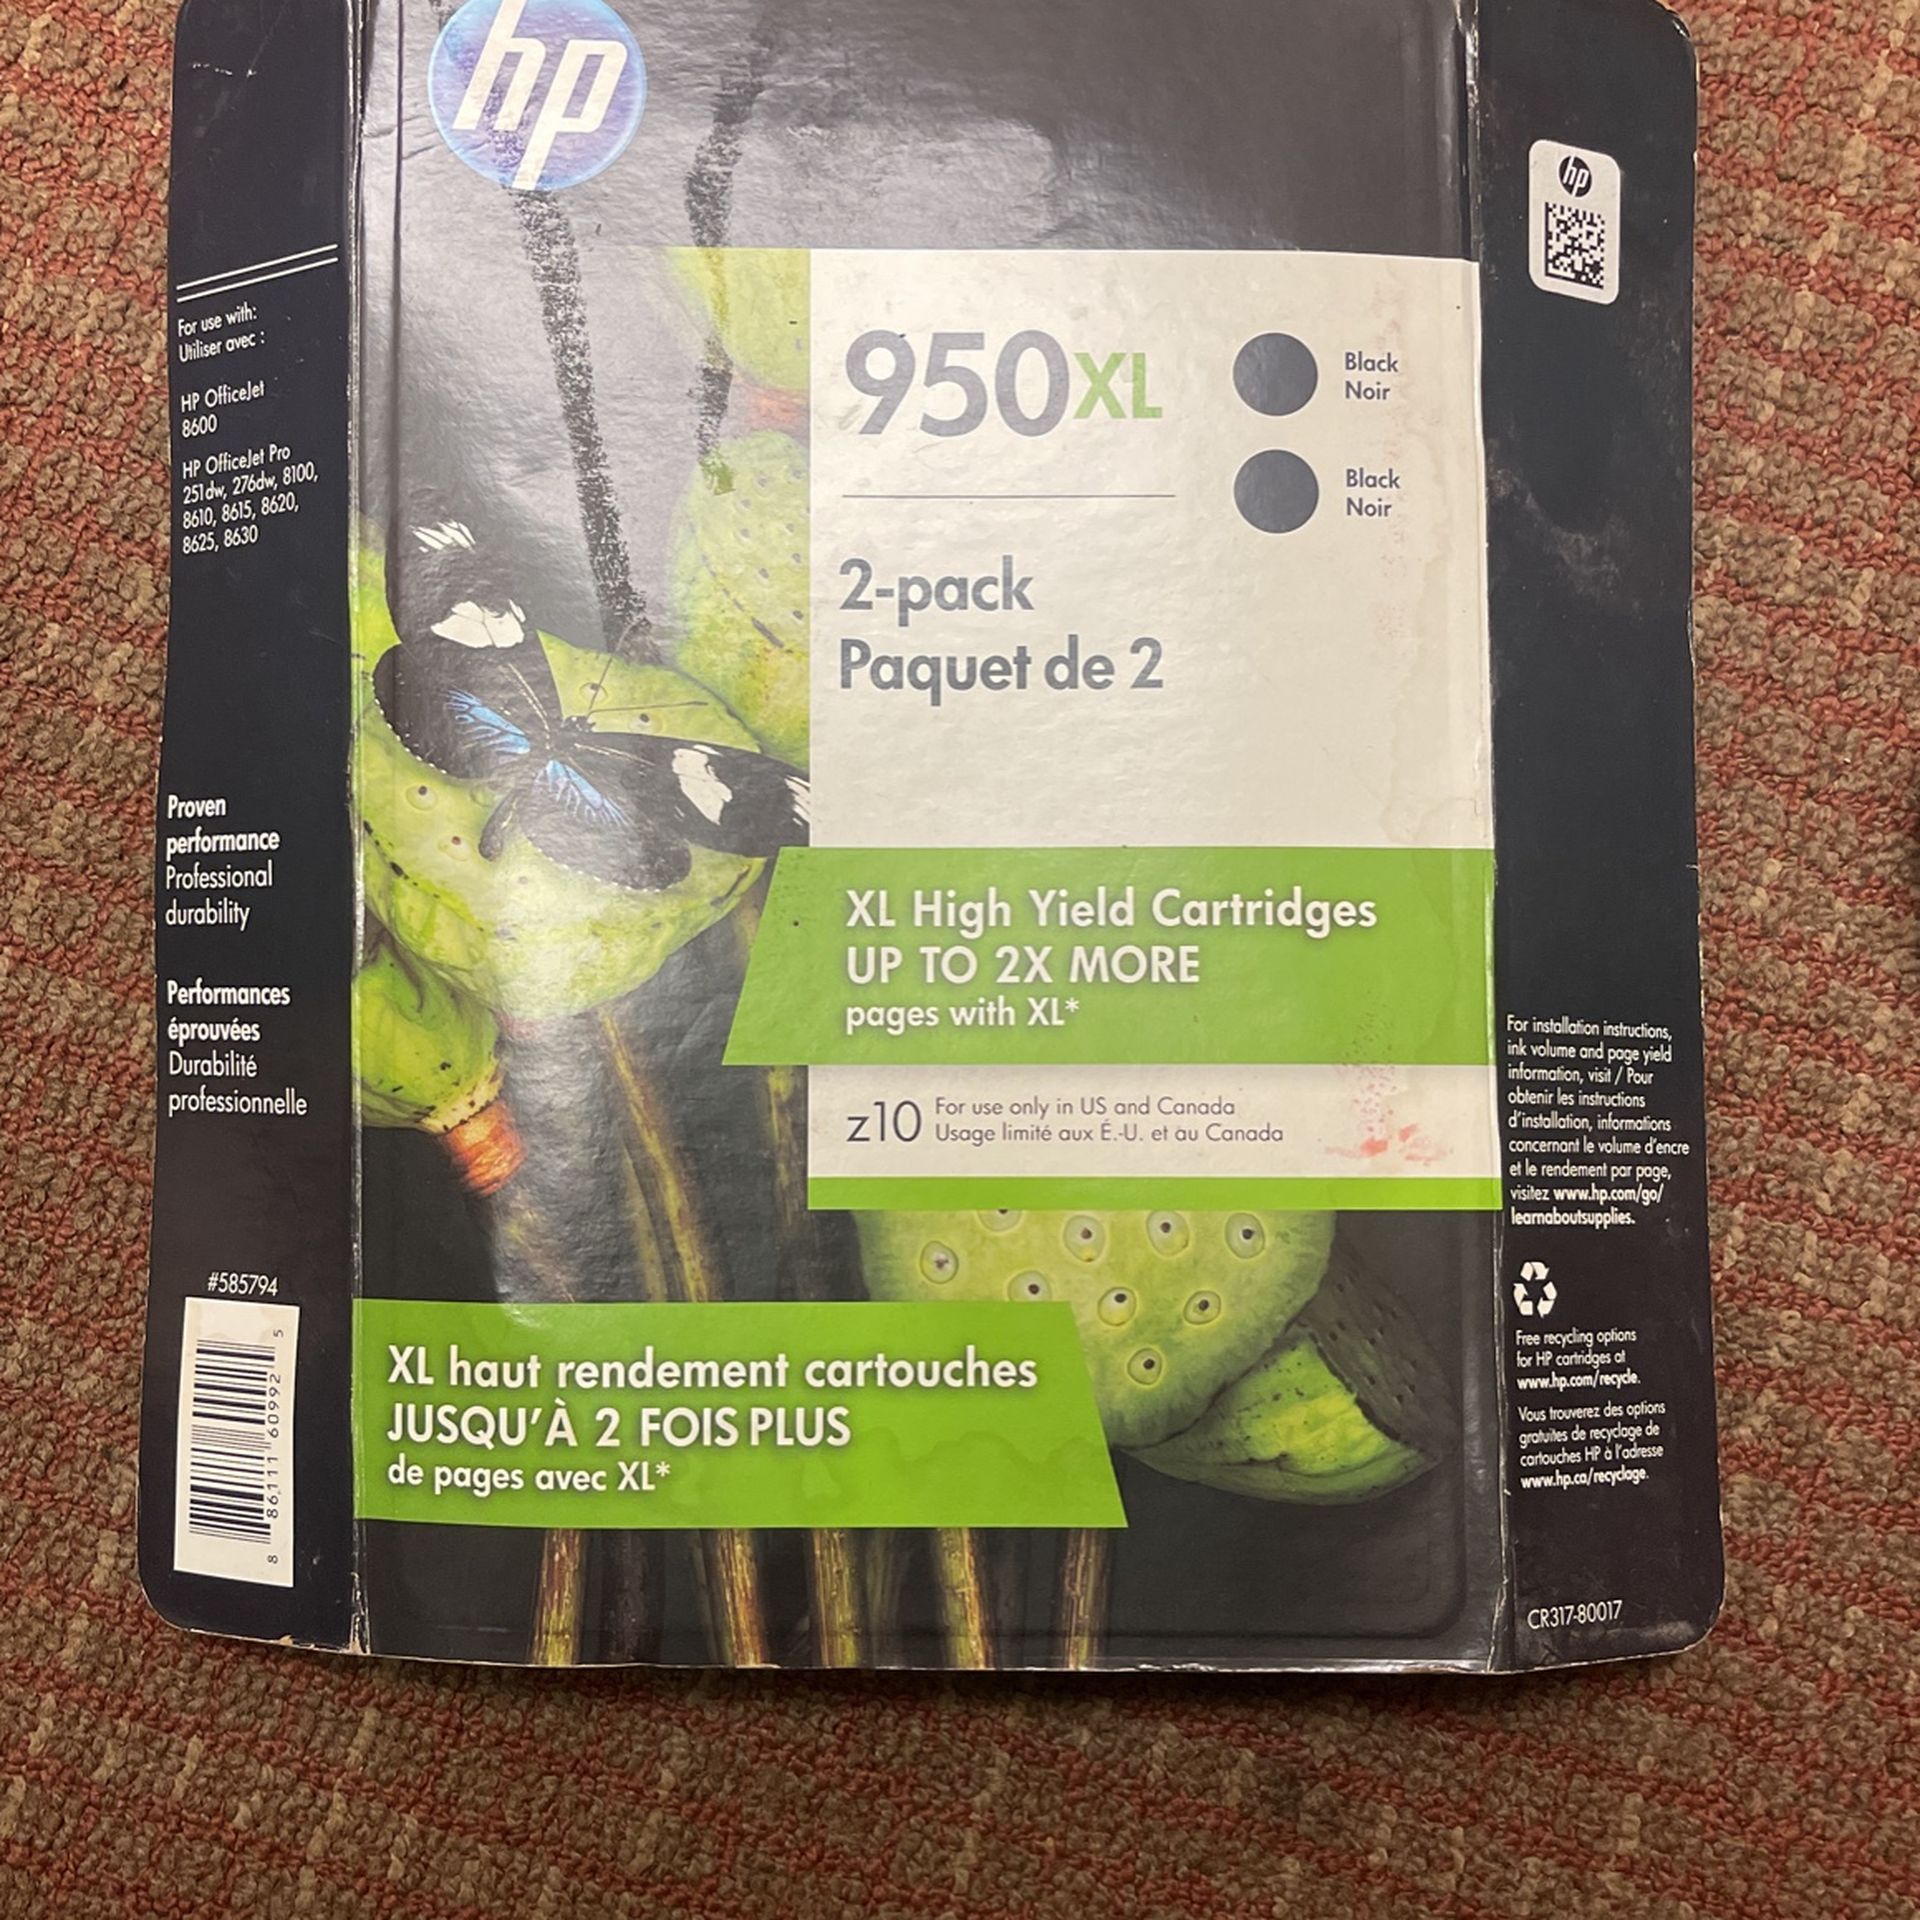 hp
For use with:
Utiliser avec :
HP OfficeJet
8600
HP OfficeJet Pro
251dw, 276dw, 8100,
8610, 8615, 8620,
8625, 8630
Proven
performance
Professional
durability
Performances
éprouvées
Durabilité
professionnelle
#585794
8 86111 60992 5
950XL
Black
Noir
Black
Noir
2-pack
Paquet de 2
XL High Yield Cartridges
UP TO 2X MORE
pages with XL*
z10
For use only in US and Canada
Usage limité aux É.-U. et au Canada
XL haut rendement cartouches
JUSQU'À 2 FOIS PLUS
de pages avec XL*
hp
For installation instructions,
ink volume and page yield
information, visit / Pour
obtenir les instructions
d'installation, informations
concernant le volume d'encre
et le rendement par page,
visitez www.hp.com/go/
learnaboutsupplies.
Free recycling options
for HP cartridges at
www.hp.com/recycle.
Vous trouverez des options
gratuites de recyclage de
cartouches HP à l'adresse
www.hp.ca/recyclage.
CR317-80017